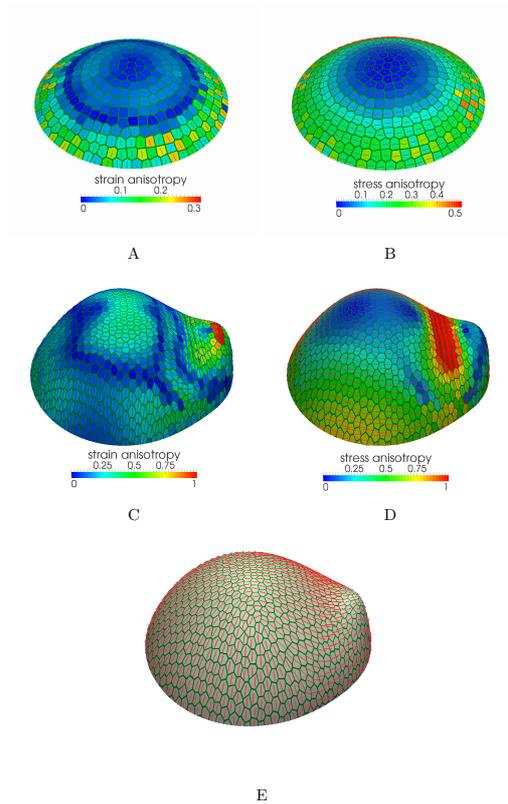 strain anisotropy
0.1 0.2
0 0.3
A
stress anisotropy
0.1 0.2 0.3 0.4
0 0.5
B
strain anisotropy
0.25 0.5 0.75
0 1
C
stress anisotropy
0.25 0.5 0.75
0 1
D
E